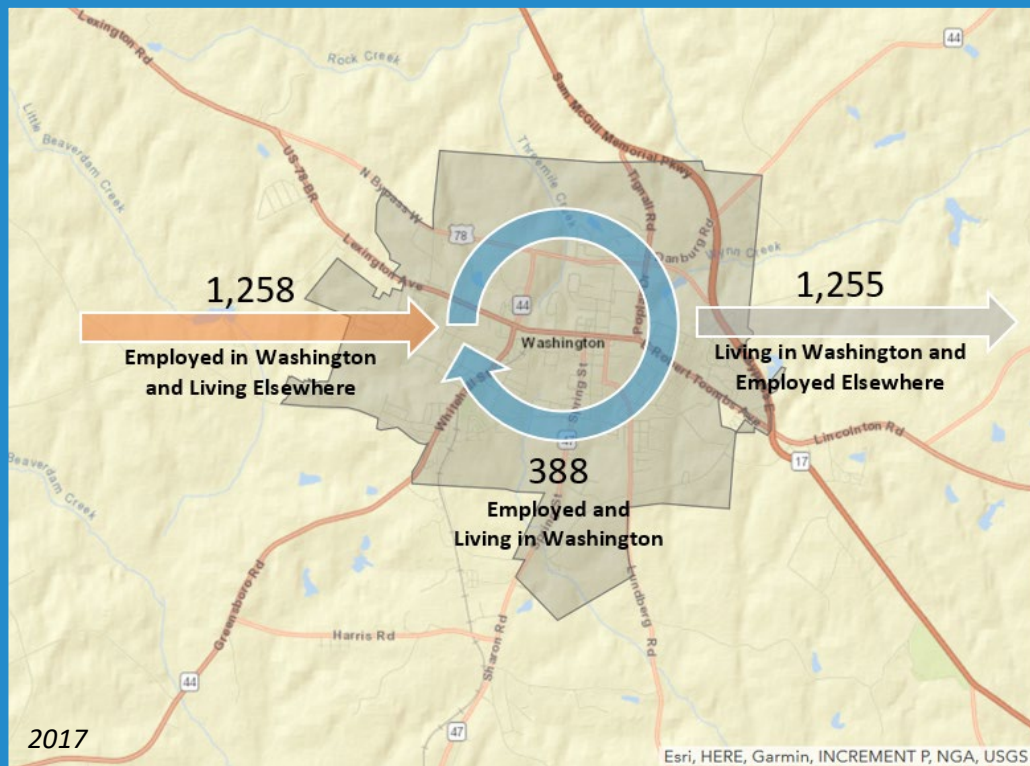 Lexington Rd
Rock Creek
44
Little Beaverdam Creek
Sam McGill Memorial Pkwy
Threemile Creek
US-78-BR
N Bypass W
Tignall Rd
78
Danburg Rd
Wynn Creek
Lexington Ave
1,258
44
1,255
Washington
Employed in Washington
and Living Elsewhere
Living in Washington and
Employed Elsewhere
E Robert Toombs Ave
Whitehall St
Spring St
Lincolnton Rd
17
388
Employed and
Living in Washington
Beaverdam Creek
Spring St
Greensboro Rd
Lundberg Rd
Harris Rd
Sharon Rd
44
47
2017
Esri, HERE, Garmin, INCREMENT P, NGA, USGS